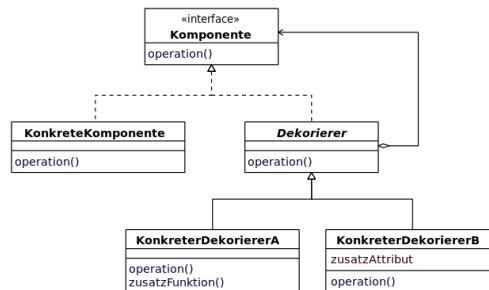 «interface»
Komponente
operation()
KonkreteKomponente
operation()
Dekorierer
operation()
KonkreterDekoriererA
operation()
zusatzFunktion()
KonkreterDekoriererB
zusatzAttribut
operation()